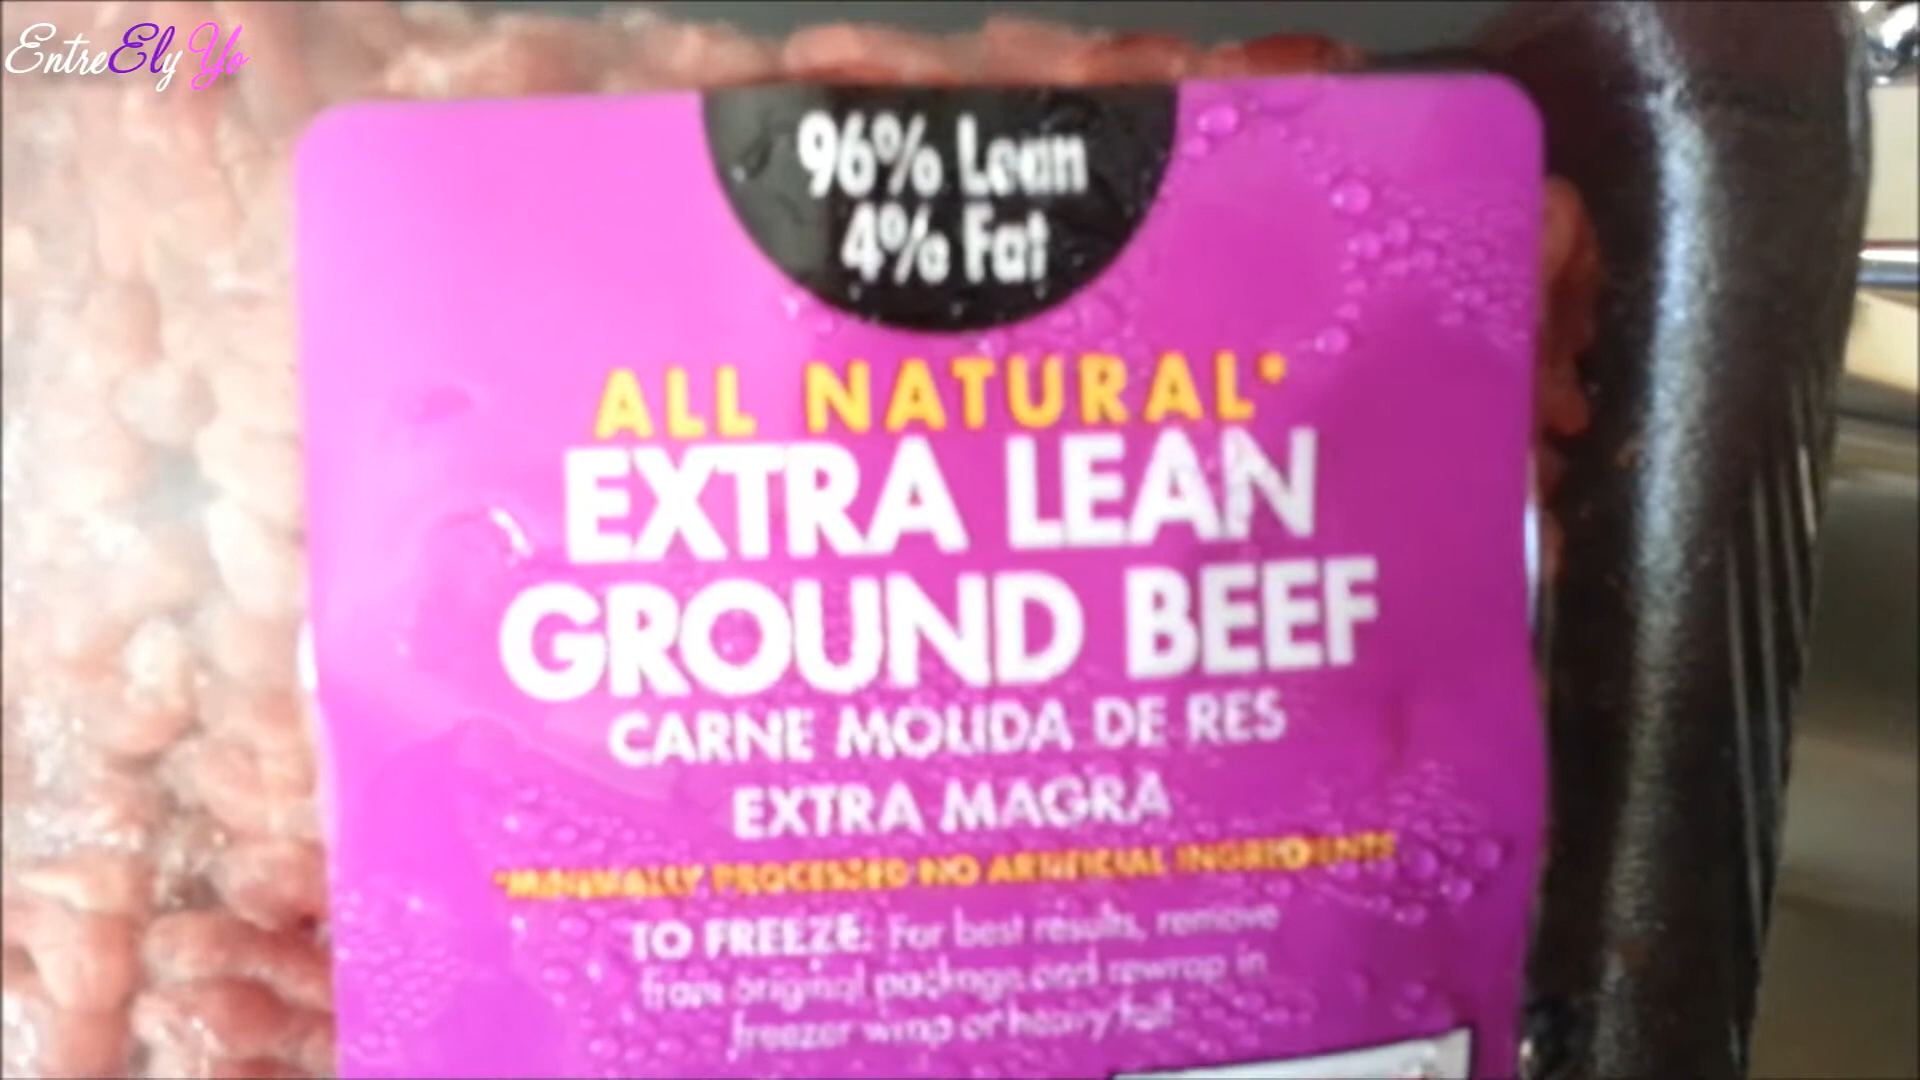 EntreEly Yo
96% Lean
4% Fat
ALL NATURAL*
EXTRA LEAN
GROUND BEEF
CARNE MOLIDA DE RES
EXTRA MAGRA
*MINIMALLY PROCESSED NO ARTIFICIAL INGREDIENTS
TO FREEZE: For best results, remove
from original package and rewrap in
freezer wrap or heavy foil